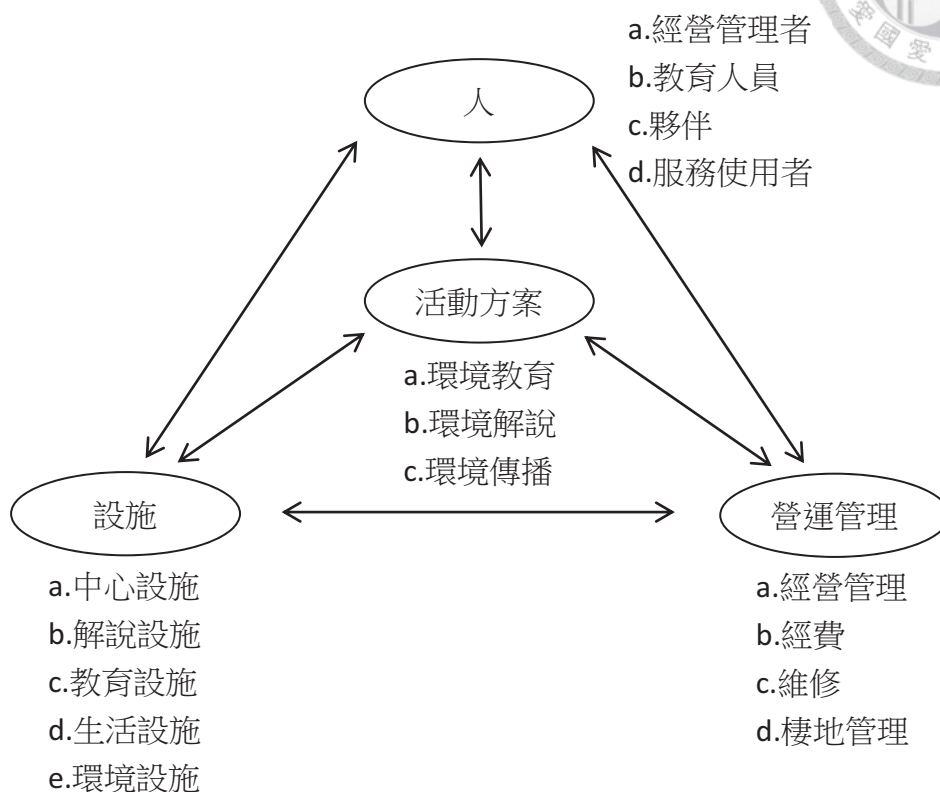 人
a.經營管理者
b.教育人員
c.夥伴
d.服務使用者
活動方案
a.環境教育
b.環境解說
c.環境傳播
設施
a.中心設施
b.解說設施
c.教育設施
d.生活設施
e.環境設施
營運管理
a.經營管理
b.經費
c.維修
d.棲地管理
愛國愛